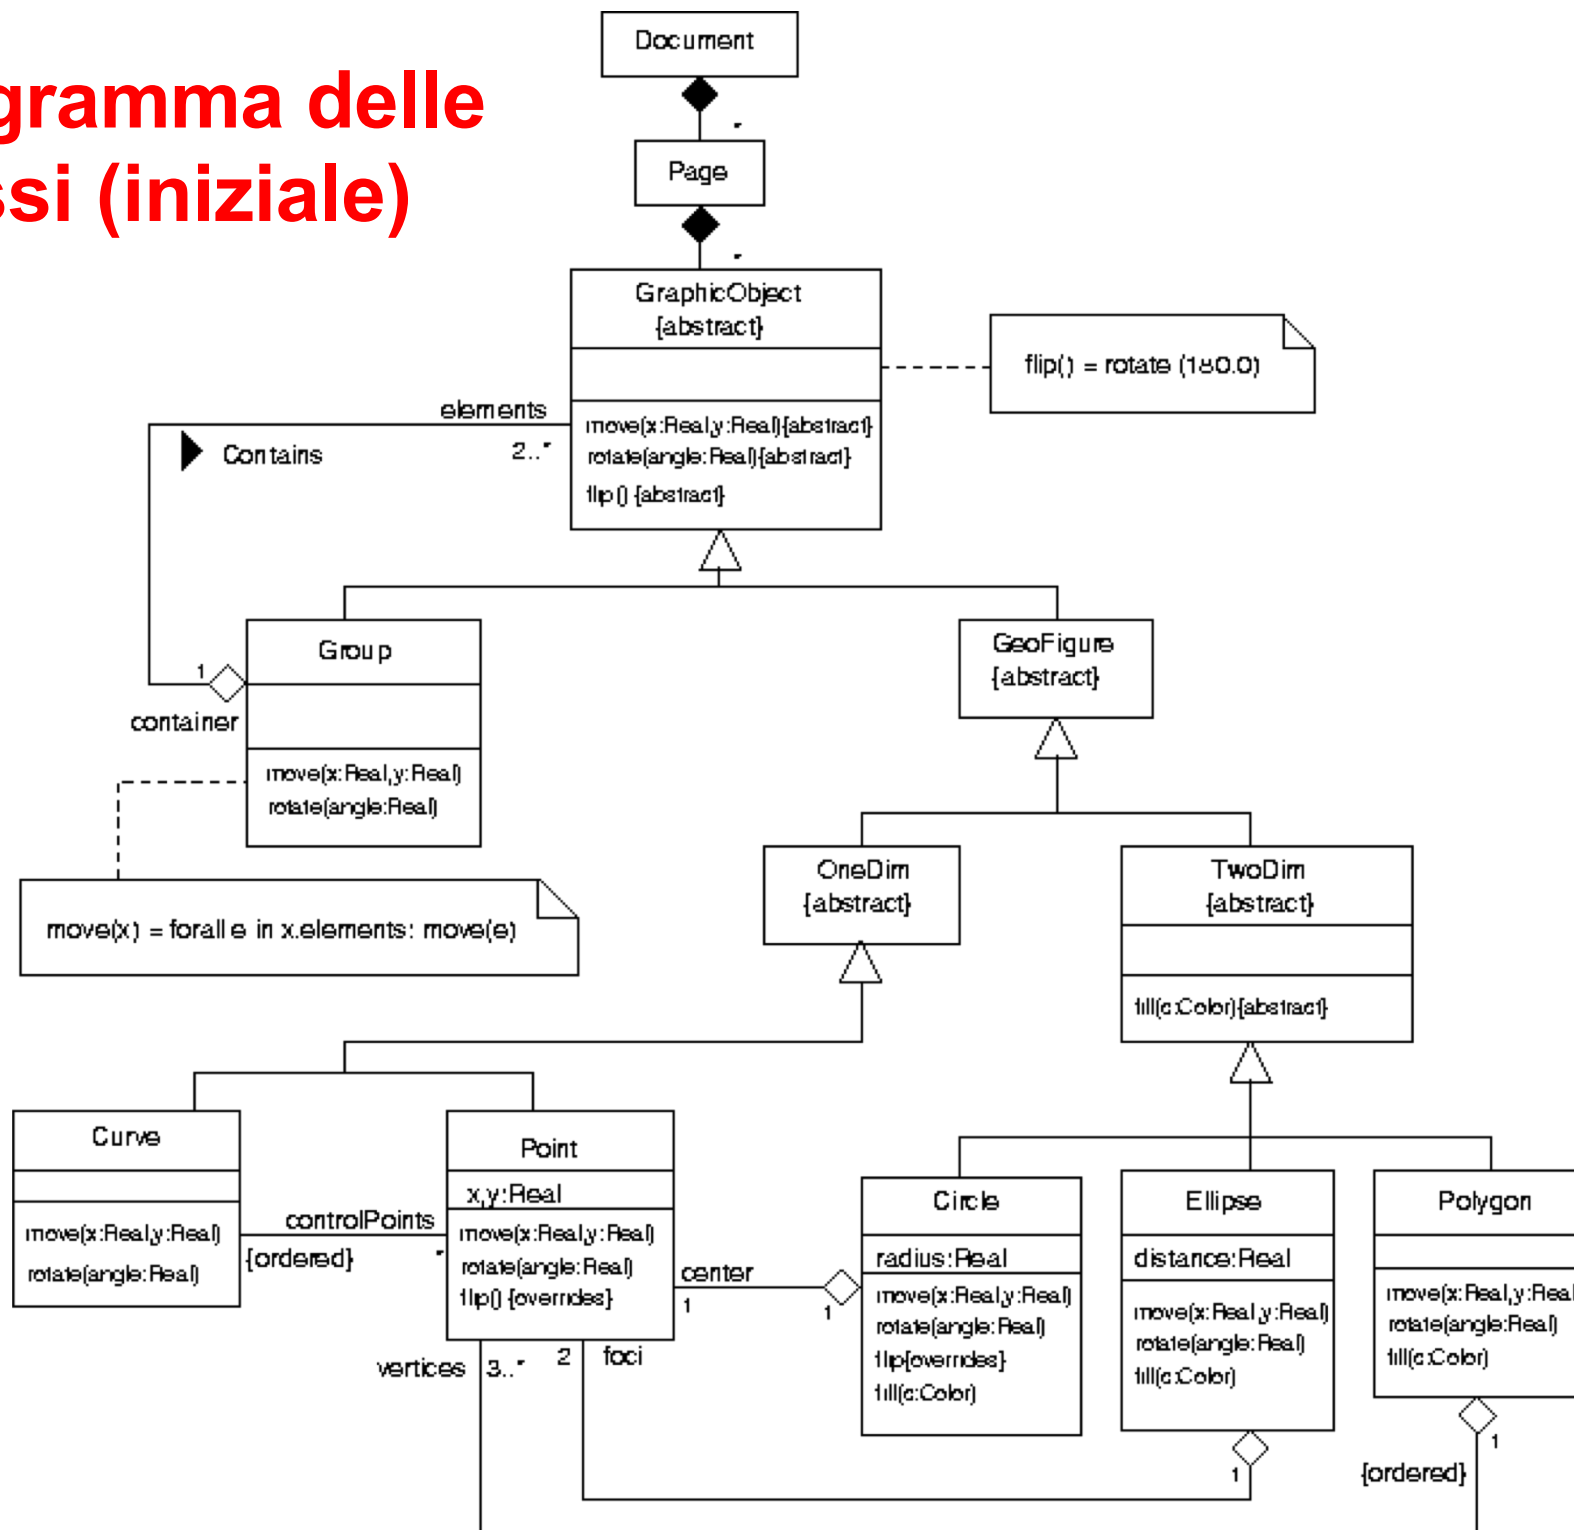 gramma delle
ssi (iniziale)
Document
*
Page
*
GraphicObject
{abstract}
move(x:Real,y:Real){abstract}
rotate(angle:Real){abstract}
flip() {abstract}
flip() = rotate (180.0)
elements
2..*
Contains
1
container
Group
move(x:Real,y:Real)
rotate(angle:Real)
move(x) = forall e in x.elements: move(e)
GeoFigure
{abstract}
OneDim
{abstract}
TwoDim
{abstract}
fill(c:Color){abstract}
Curve
move(x:Real,y:Real)
rotate(angle:Real)
controlPoints
{ordered}
*
Point
x,y:Real
move(x:Real,y:Real)
rotate(angle:Real)
flip() {overrides}
center
1
1
Circle
radius:Real
move(x:Real,y:Real)
rotate(angle:Real)
flip{overrides}
fill(c:Color)
Ellipse
distance:Real
move(x:Real,y:Real)
rotate(angle:Real)
fill(c:Color)
Polygon
move(x:Real,y:Real
rotate(angle:Real)
fill(c:Color)
vertices
3..*
2
foci
1
1
{ordered}